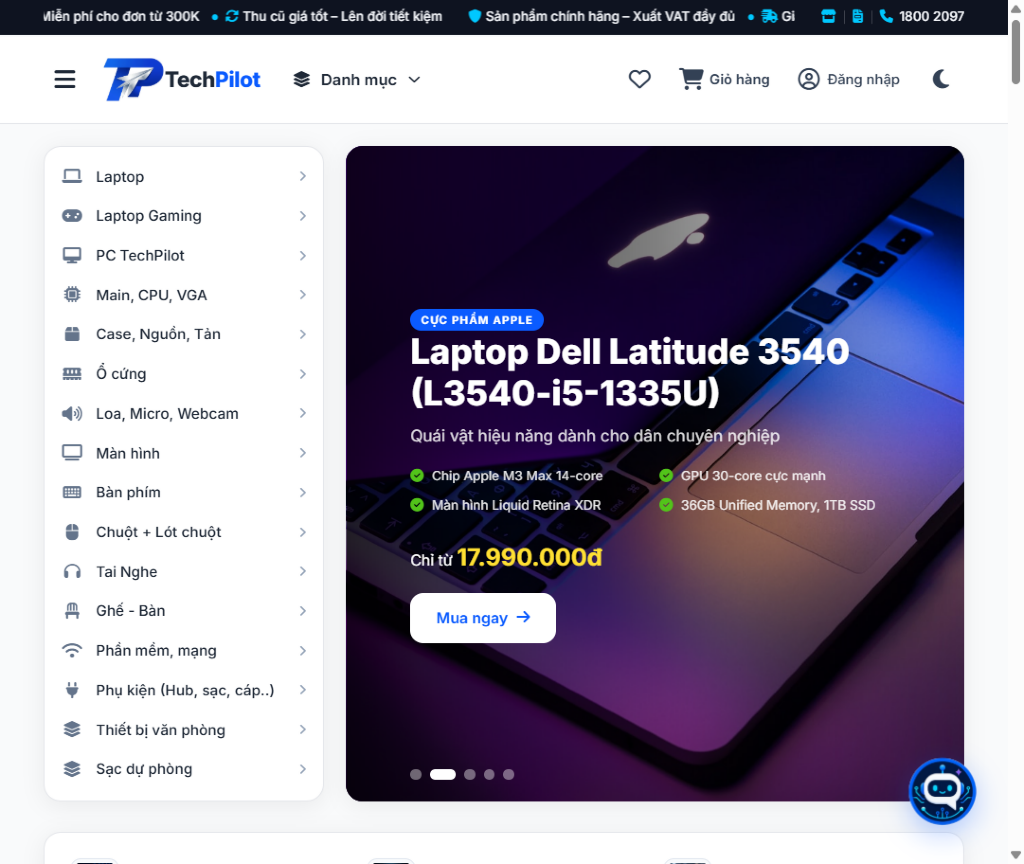 Miễn phí cho đơn từ 300K • Thu cũ giá tốt – Lên đời tiết kiệm Sản phẩm chính hãng – Xuất VAT đầy đủ • Gi 1800 2097
TechPilot Danh mục Giỏ hàng Đăng nhập
Laptop
Laptop Gaming
PC TechPilot
Main, CPU, VGA
Case, Nguồn, Tản
Ổ cứng
Loa, Micro, Webcam
Màn hình
Bàn phím
Chuột + Lót chuột
Tai Nghe
Ghế - Bàn
Phần mềm, mạng
Phụ kiện (Hub, sạc, cáp..)
Thiết bị văn phòng
Sạc dự phòng
CỰC PHẨM APPLE
Laptop Dell Latitude 3540
(L3540-i5-1335U)
Quái vật hiệu năng dành cho dân chuyên nghiệp
Chip Apple M3 Max 14-core GPU 30-core cực mạnh
Màn hình Liquid Retina XDR 36GB Unified Memory, 1TB SSD
Chỉ từ 17.990.000đ
Mua ngay →